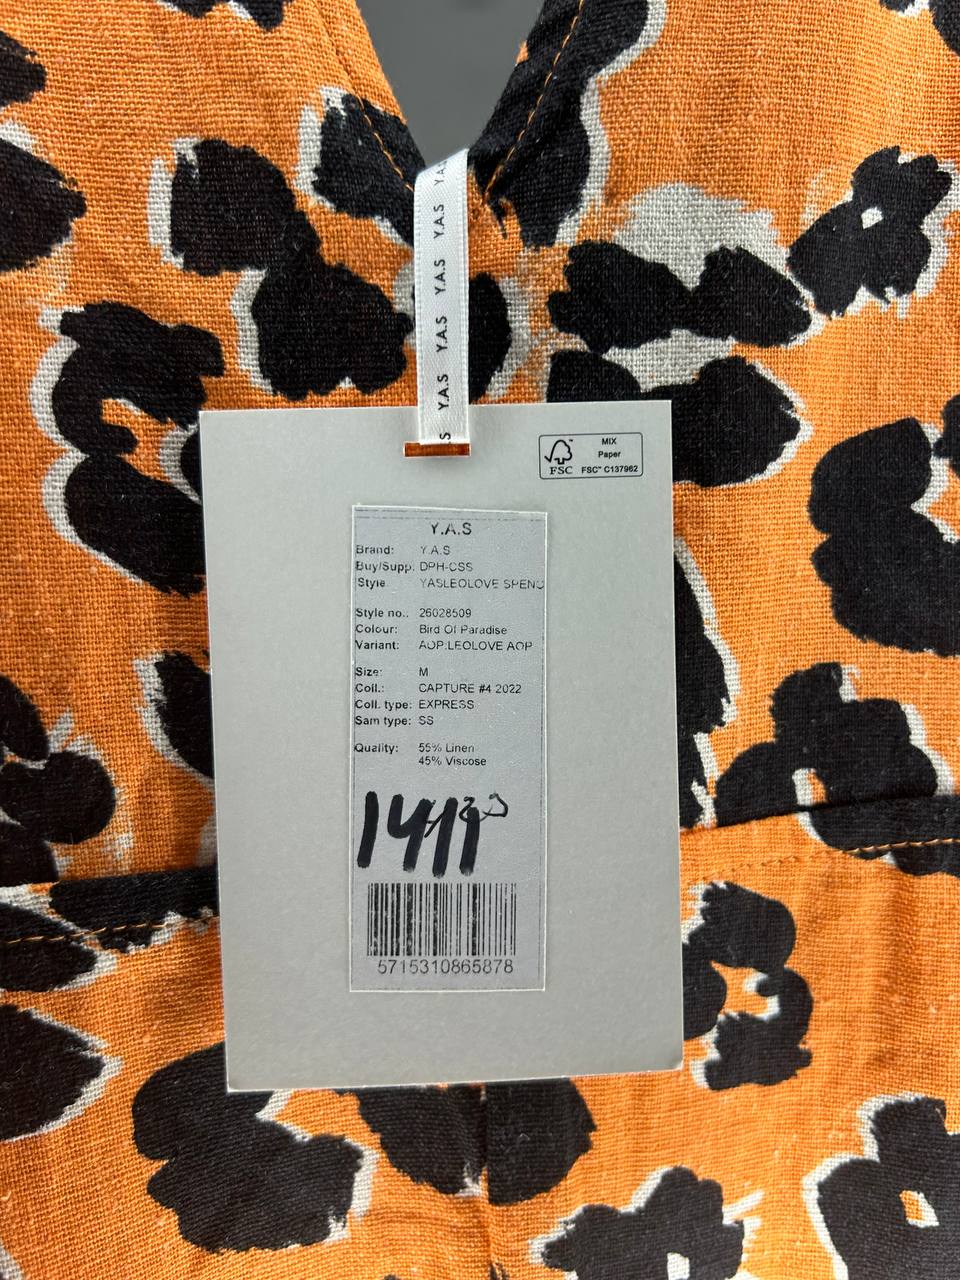 Y.A.S Y.A.S Y.A.S Y.A.S
MIX
Paper
FSC
FSC™ C137962
Y.A.S
Brand: Y.A.S
Buy/Supp: DPH-CSS
Style: YASLEOLOVE SPENC
Style no.: 26028509
Colour: Bird Of Paradise
Variant: AOP:LEOLOVE AOP
Size: M
Coll.: CAPTURE #4 2022
Coll. type: EXPRESS
Sam type: SS
Quality: 55% Linen
45% Viscose
5715310865878